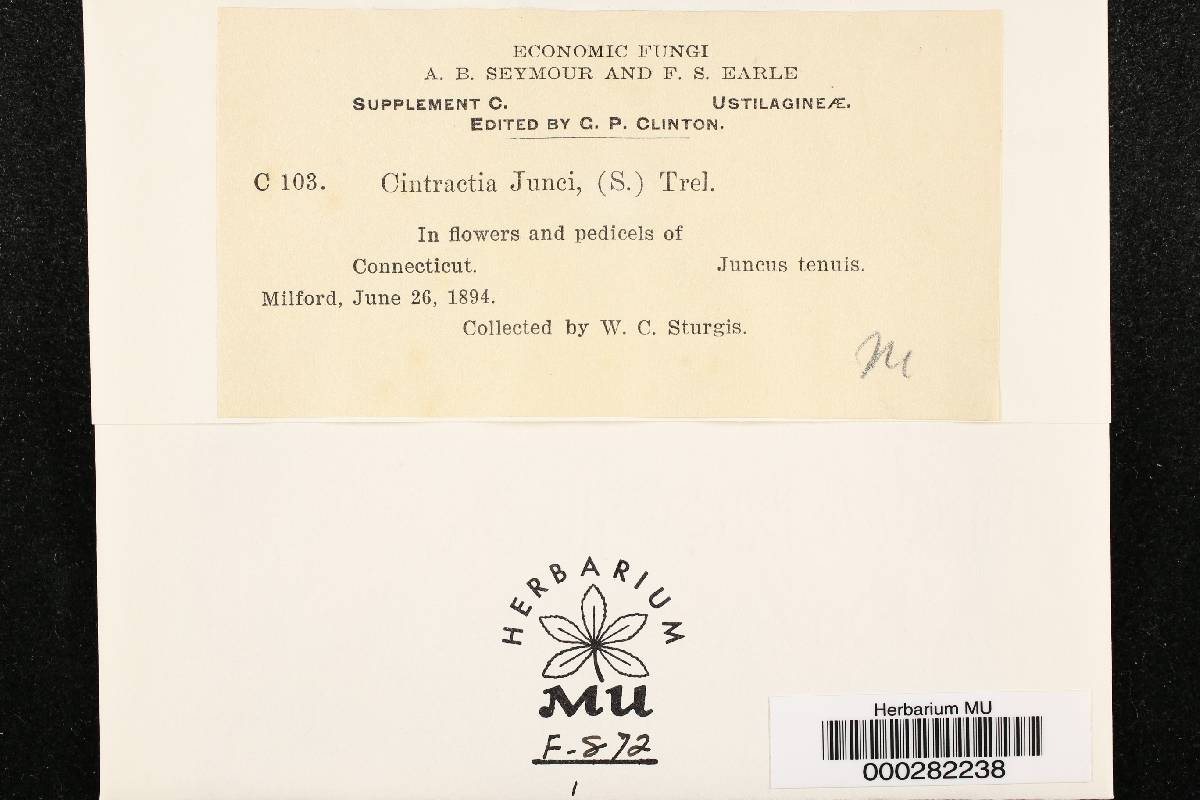 ECONOMIC FUNGI
A. B. SEYMOUR AND F. S. EARLE
SUPPLEMENT C. USTILAGINEÆ.
EDITED BY G. P. CLINTON.
C 103. Cintractia Junci, (S.) Trel.
In flowers and pedicels of
Connecticut. Juncus tenuis.
Milford, June 26, 1894.
Collected by W. C. Sturgis.
M
HERBARIUM
MU
F-872
1
Herbarium MU
000282238